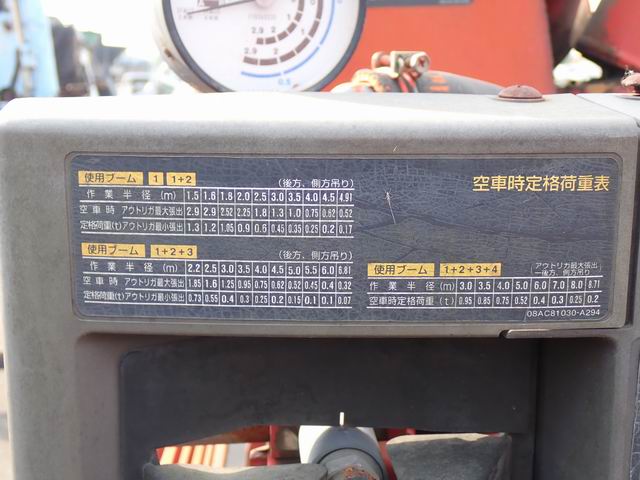 2.9 2
2.9 2
0.5
空車時定格荷重表
使用ブーム 1 1+2 (後方、側方吊り)
作業半径(m) 1.5 1.6 1.8 2.0 2.5 3.0 3.5 4.0 4.5 4.91
空車時 アウトリガ最大張出 2.9 2.9 2.52 2.25 1.8 1.3 1.0 0.75 0.62 0.52
定格荷重(t) アウトリガ最小張出 1.3 1.2 1.05 0.9 0.6 0.45 0.35 0.25 0.2 0.17
使用ブーム 1+2+3 (後方、側方吊り)
作業半径(m) 2.2 2.5 3.0 3.5 4.0 4.5 5.0 5.5 6.0 6.81
空車時 アウトリガ最大張出 1.85 1.6 1.25 0.95 0.75 0.62 0.52 0.45 0.4 0.32
定格荷重(t) アウトリガ最小張出 0.73 0.55 0.4 0.3 0.25 0.2 0.15 0.1 0.1 0.07
使用ブーム 1+2+3+4 (アウトリガ最大張出 後方、側方吊り)
作業半径(m) 3.0 3.5 4.0 5.0 6.0 7.0 8.0 8.71
空車時定格荷重(t) 0.95 0.85 0.75 0.52 0.4 0.3 0.25 0.2
08AC81030-A294